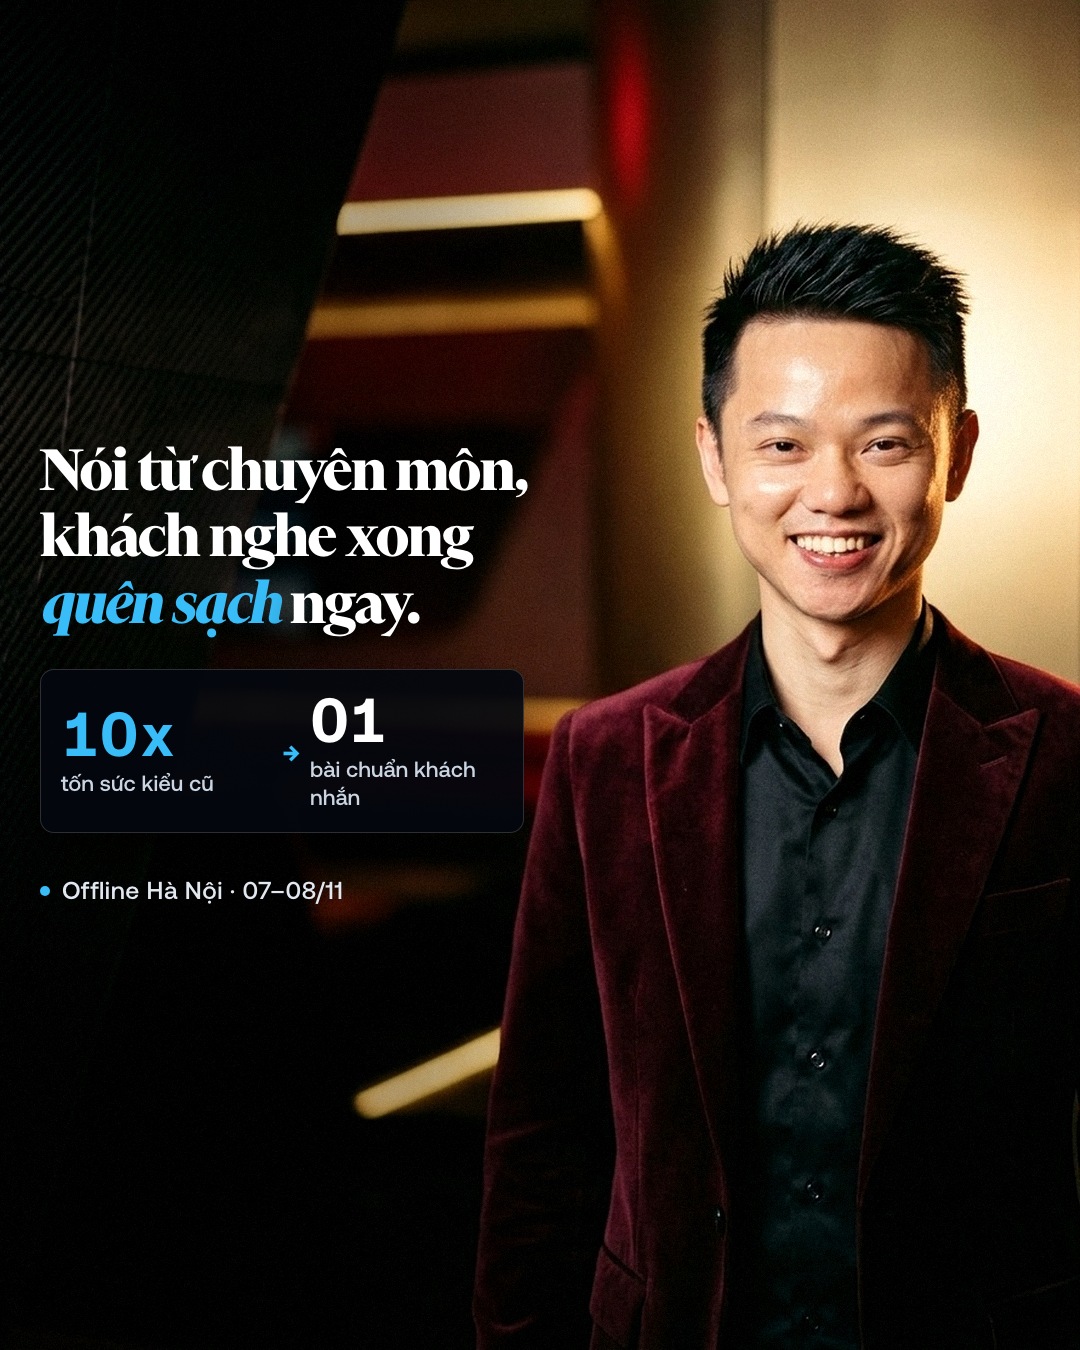 Nói từ chuyên môn,
khách nghe xong
quên sạch ngay.
10x
tốn sức kiểu cũ
→
01
bài chuẩn khách
nhắn
Offline Hà Nội · 07–08/11